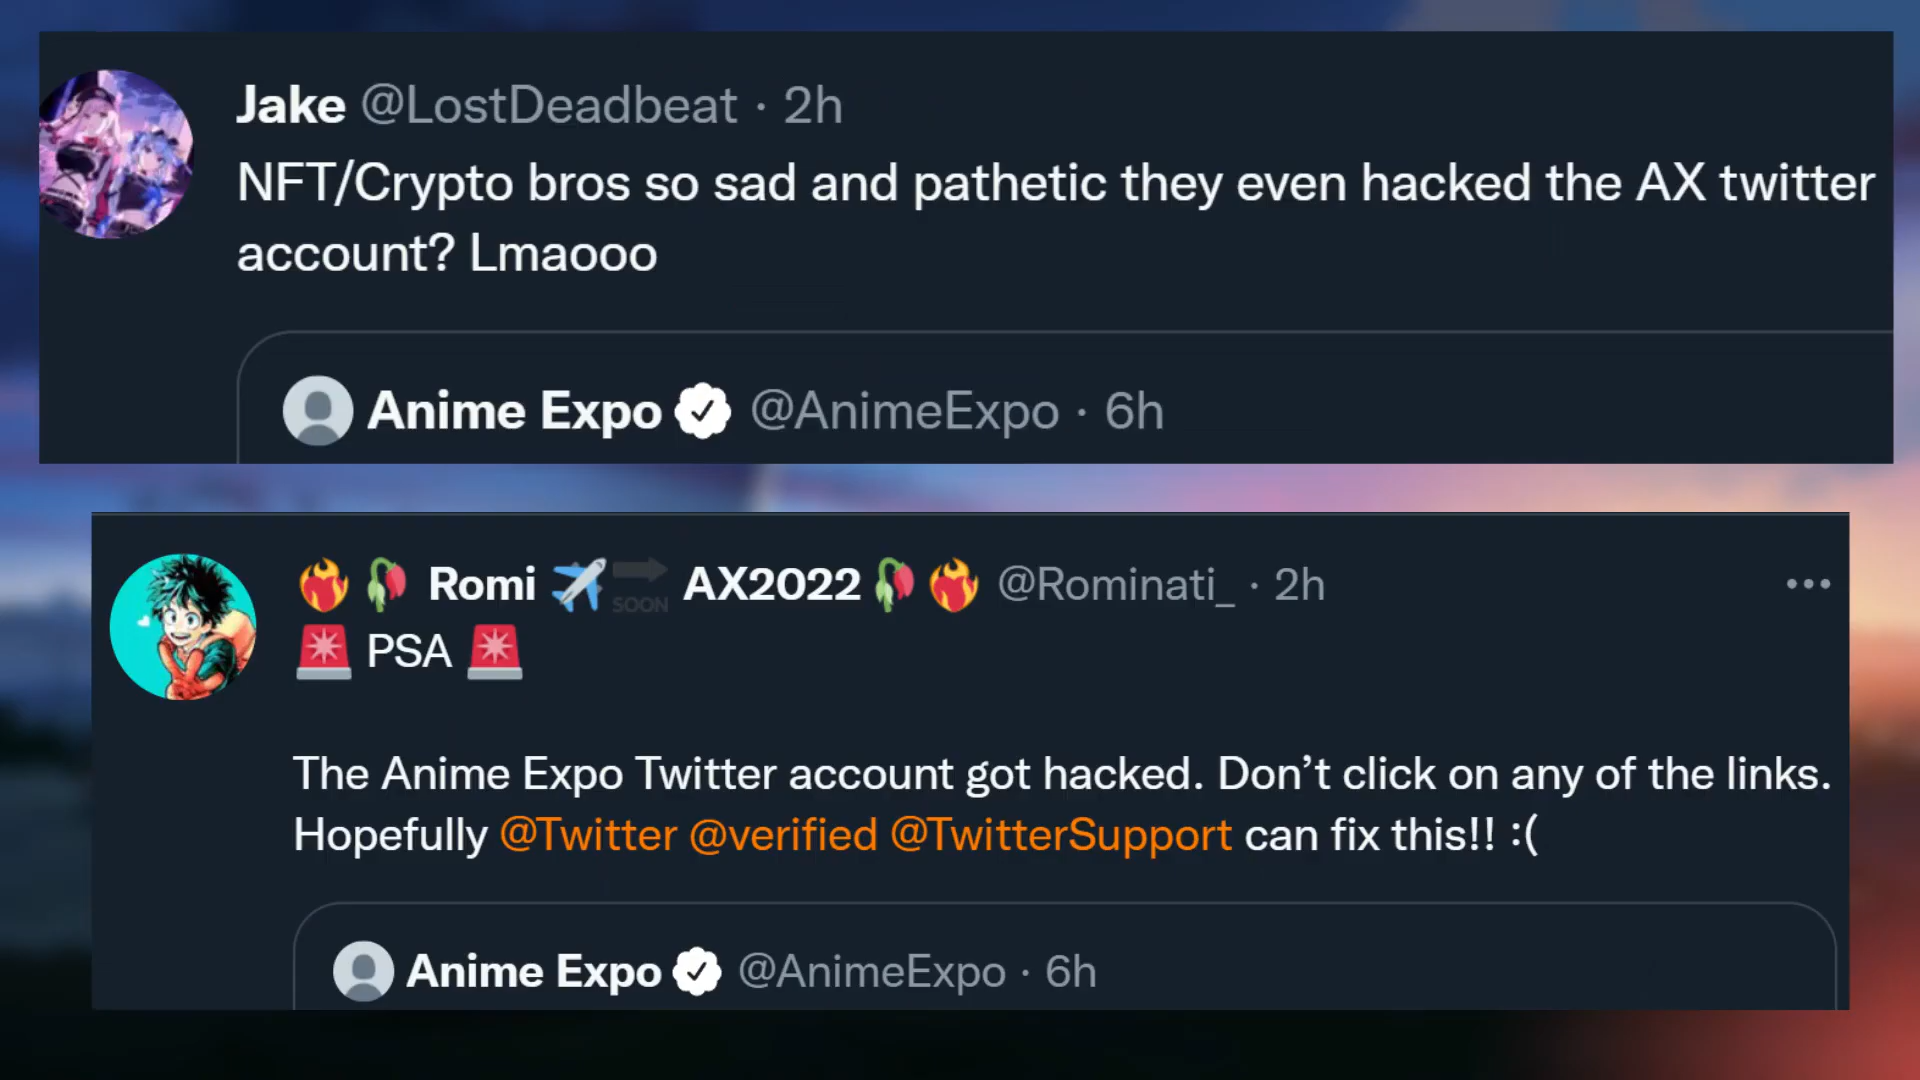 Jake @LostDeadbeat · 2h
NFT/Crypto bros so sad and pathetic they even hacked the AX twitter
account? Lmaooo
Anime Expo @AnimeExpo · 6h
❤️‍🔥🥀 Romi ✈️🔜 AX2022🥀❤️‍🔥 @Rominati_ · 2h
🚨 PSA 🚨
The Anime Expo Twitter account got hacked. Don’t click on any of the links.
Hopefully @Twitter @verified @TwitterSupport can fix this!! :(
Anime Expo @AnimeExpo · 6h